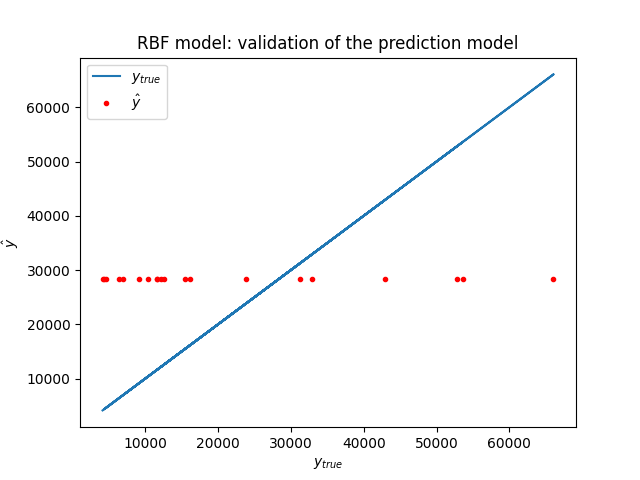 RBF model: validation of the prediction model
y_true
ŷ
60000
50000
40000
30000
20000
10000
ŷ
10000 20000 30000 40000 50000 60000
y_true